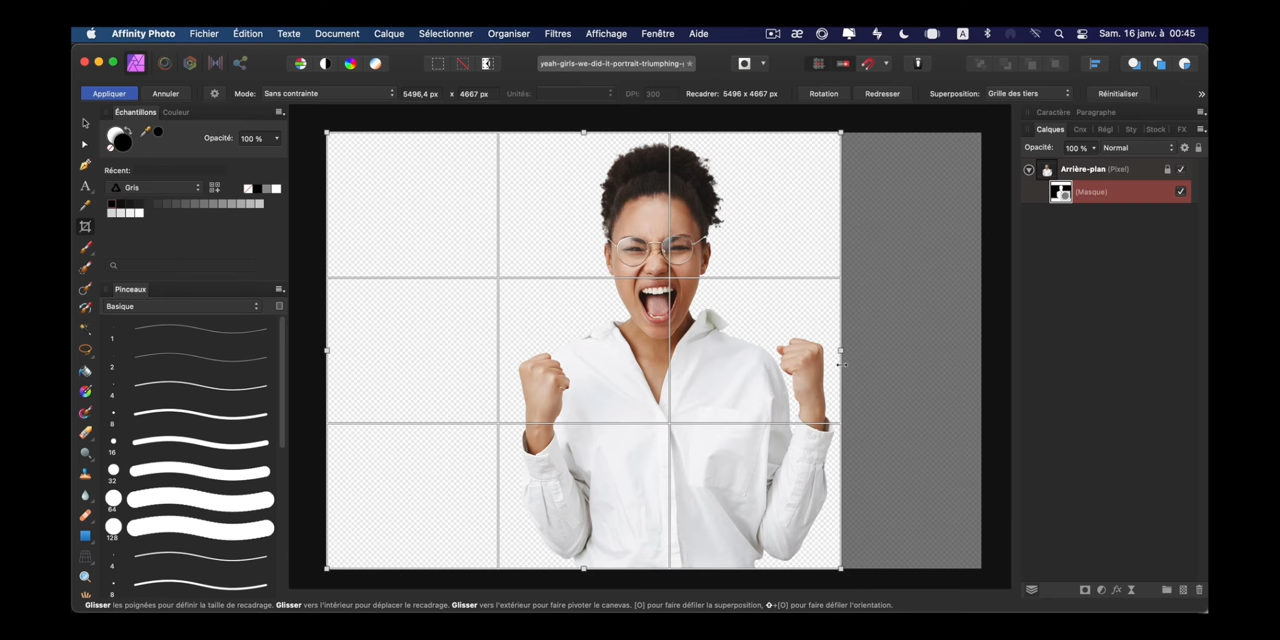 Affinity Photo Fichier Édition Texte Document Calque Sélectionner Organiser Filtres Affichage Fenêtre Aide A Sam. 16 janv. à 00:45
yeah-girls-we-did-it-portrait-triumphing-
Appliquer Annuler Mode: Sans contrainte 5496,4 px x 4667 px Unités: DPI: 300 Recadrer: 5496 x 4667 px Rotation Redresser Superposition: Grille des tiers Réinitialiser »
Échantillons Couleur
Opacité: 100 %
Récent:
Gris
Pinceaux
Basique
1
2
4
8
16
32
64
128
4
8
Caractère Paragraphe
Calques Cnx Régl Sty Stock FX
Opacité: 100 % Normal
Arrière-plan (Pixel)
(Masque)
fx
Glisser les poignées pour définir la taille de recadrage. Glisser vers l'intérieur pour déplacer le recadrage. Glisser vers l'extérieur pour faire pivoter le canevas. [O] pour faire défiler la superposition, ⇧+[O] pour faire défiler l'orientation.